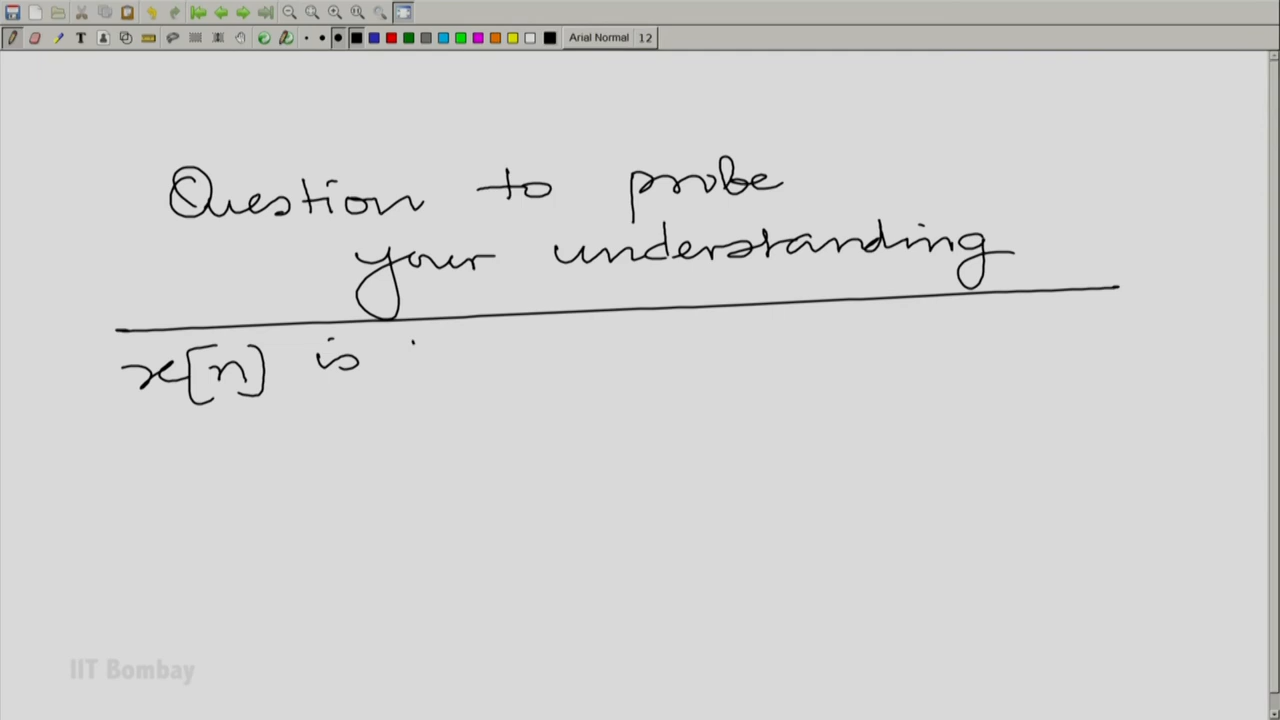 Arial Normal 12
Question to probe
your understanding
x[n] is
IIT Bombay